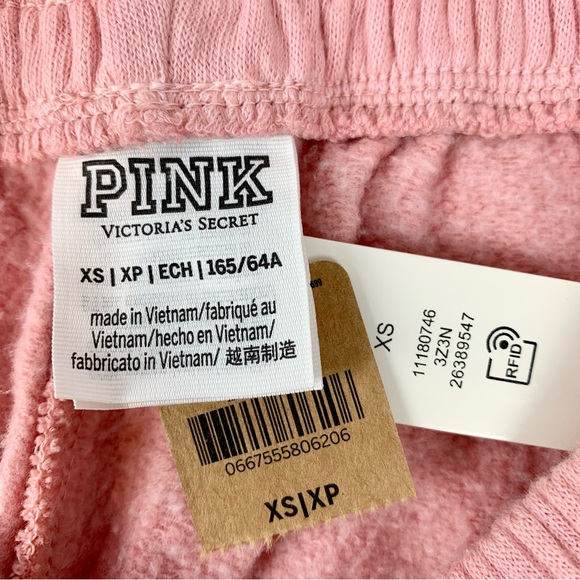 PINK
VICTORIA'S SECRET
XS | XP | ECH | 165/64A
made in Vietnam/fabriqué au
Vietnam/hecho en Vietnam/
fabbricato in Vietnam/ 越南制造
XS
11180746
3Z3N
26389547
RFID
0667555806206
XS|XP